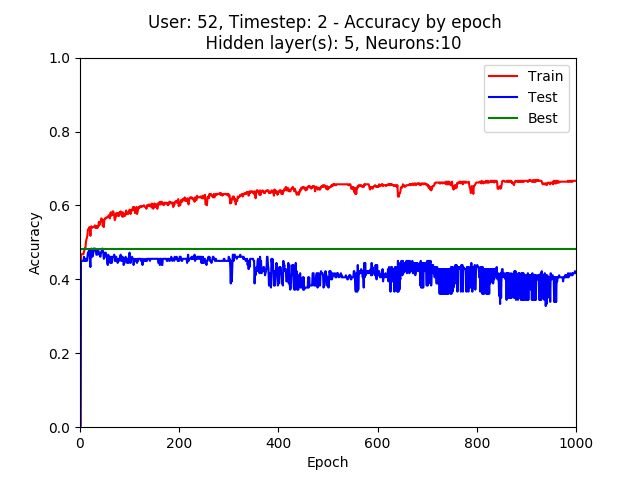 User: 52, Timestep: 2 - Accuracy by epoch
Hidden layer(s): 5, Neurons:10
1.0
0.8
0.6
0.4
0.2
0.0
Accuracy
Train
Test
Best
0 200 400 600 800 1000
Epoch